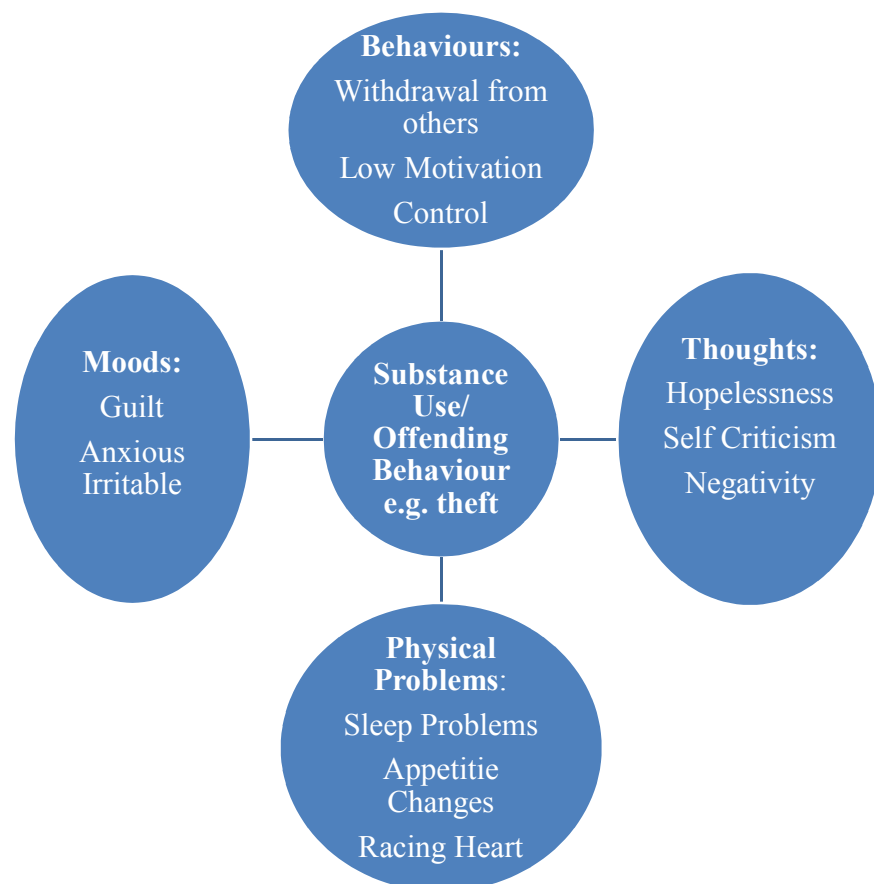 Behaviours:
Withdrawal from
others
Low Motivation
Control
Moods:
Guilt
Anxious
Irritable
Substance
Use/
Offending
Behaviour
e.g. theft
Thoughts:
Hopelessness
Self Criticism
Negativity
Physical
Problems:
Sleep Problems
Appetitie
Changes
Racing Heart